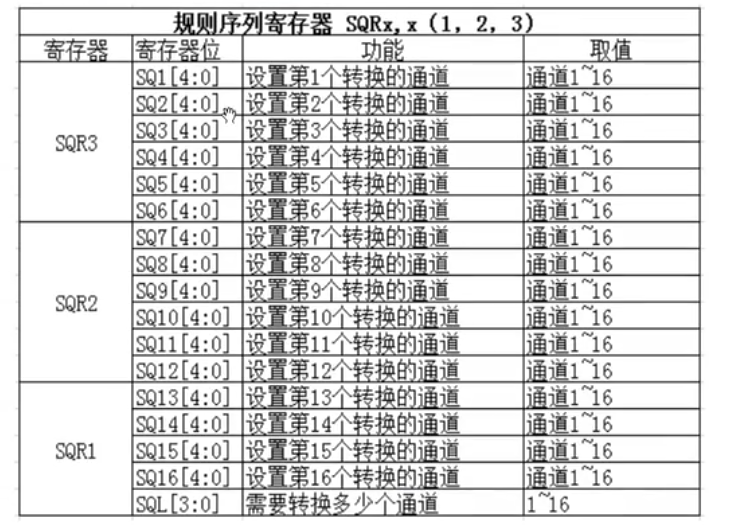 规则序列寄存器 SQRx,x（1，2，3）
寄存器 寄存器位 功能 取值
SQR3 SQ1[4:0] 设置第1个转换的通道 通道1~16
SQ2[4:0] 设置第2个转换的通道 通道1~16
SQ3[4:0] 设置第3个转换的通道 通道1~16
SQ4[4:0] 设置第4个转换的通道 通道1~16
SQ5[4:0] 设置第5个转换的通道 通道1~16
SQ6[4:0] 设置第6个转换的通道 通道1~16
SQR2 SQ7[4:0] 设置第7个转换的通道 通道1~16
SQ8[4:0] 设置第8个转换的通道 通道1~16
SQ9[4:0] 设置第9个转换的通道 通道1~16
SQ10[4:0] 设置第10个转换的通道 通道1~16
SQ11[4:0] 设置第11个转换的通道 通道1~16
SQ12[4:0] 设置第12个转换的通道 通道1~16
SQR1 SQ13[4:0] 设置第13个转换的通道 通道1~16
SQ14[4:0] 设置第14个转换的通道 通道1~16
SQ15[4:0] 设置第15个转换的通道 通道1~16
SQ16[4:0] 设置第16个转换的通道 通道1~16
SQL[3:0] 需要转换多少个通道 1~16